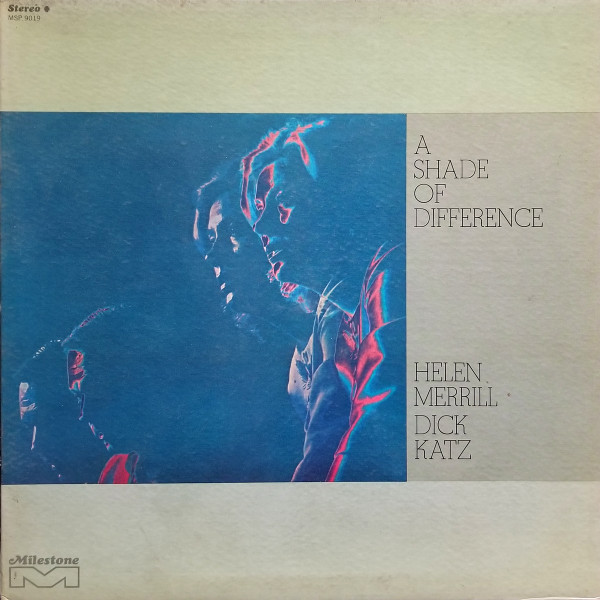 Stereo
MSP 9019
A
SHADE
OF
DIFFERENCE
HELEN
MERRILL
DICK
KATZ
Milestone
M